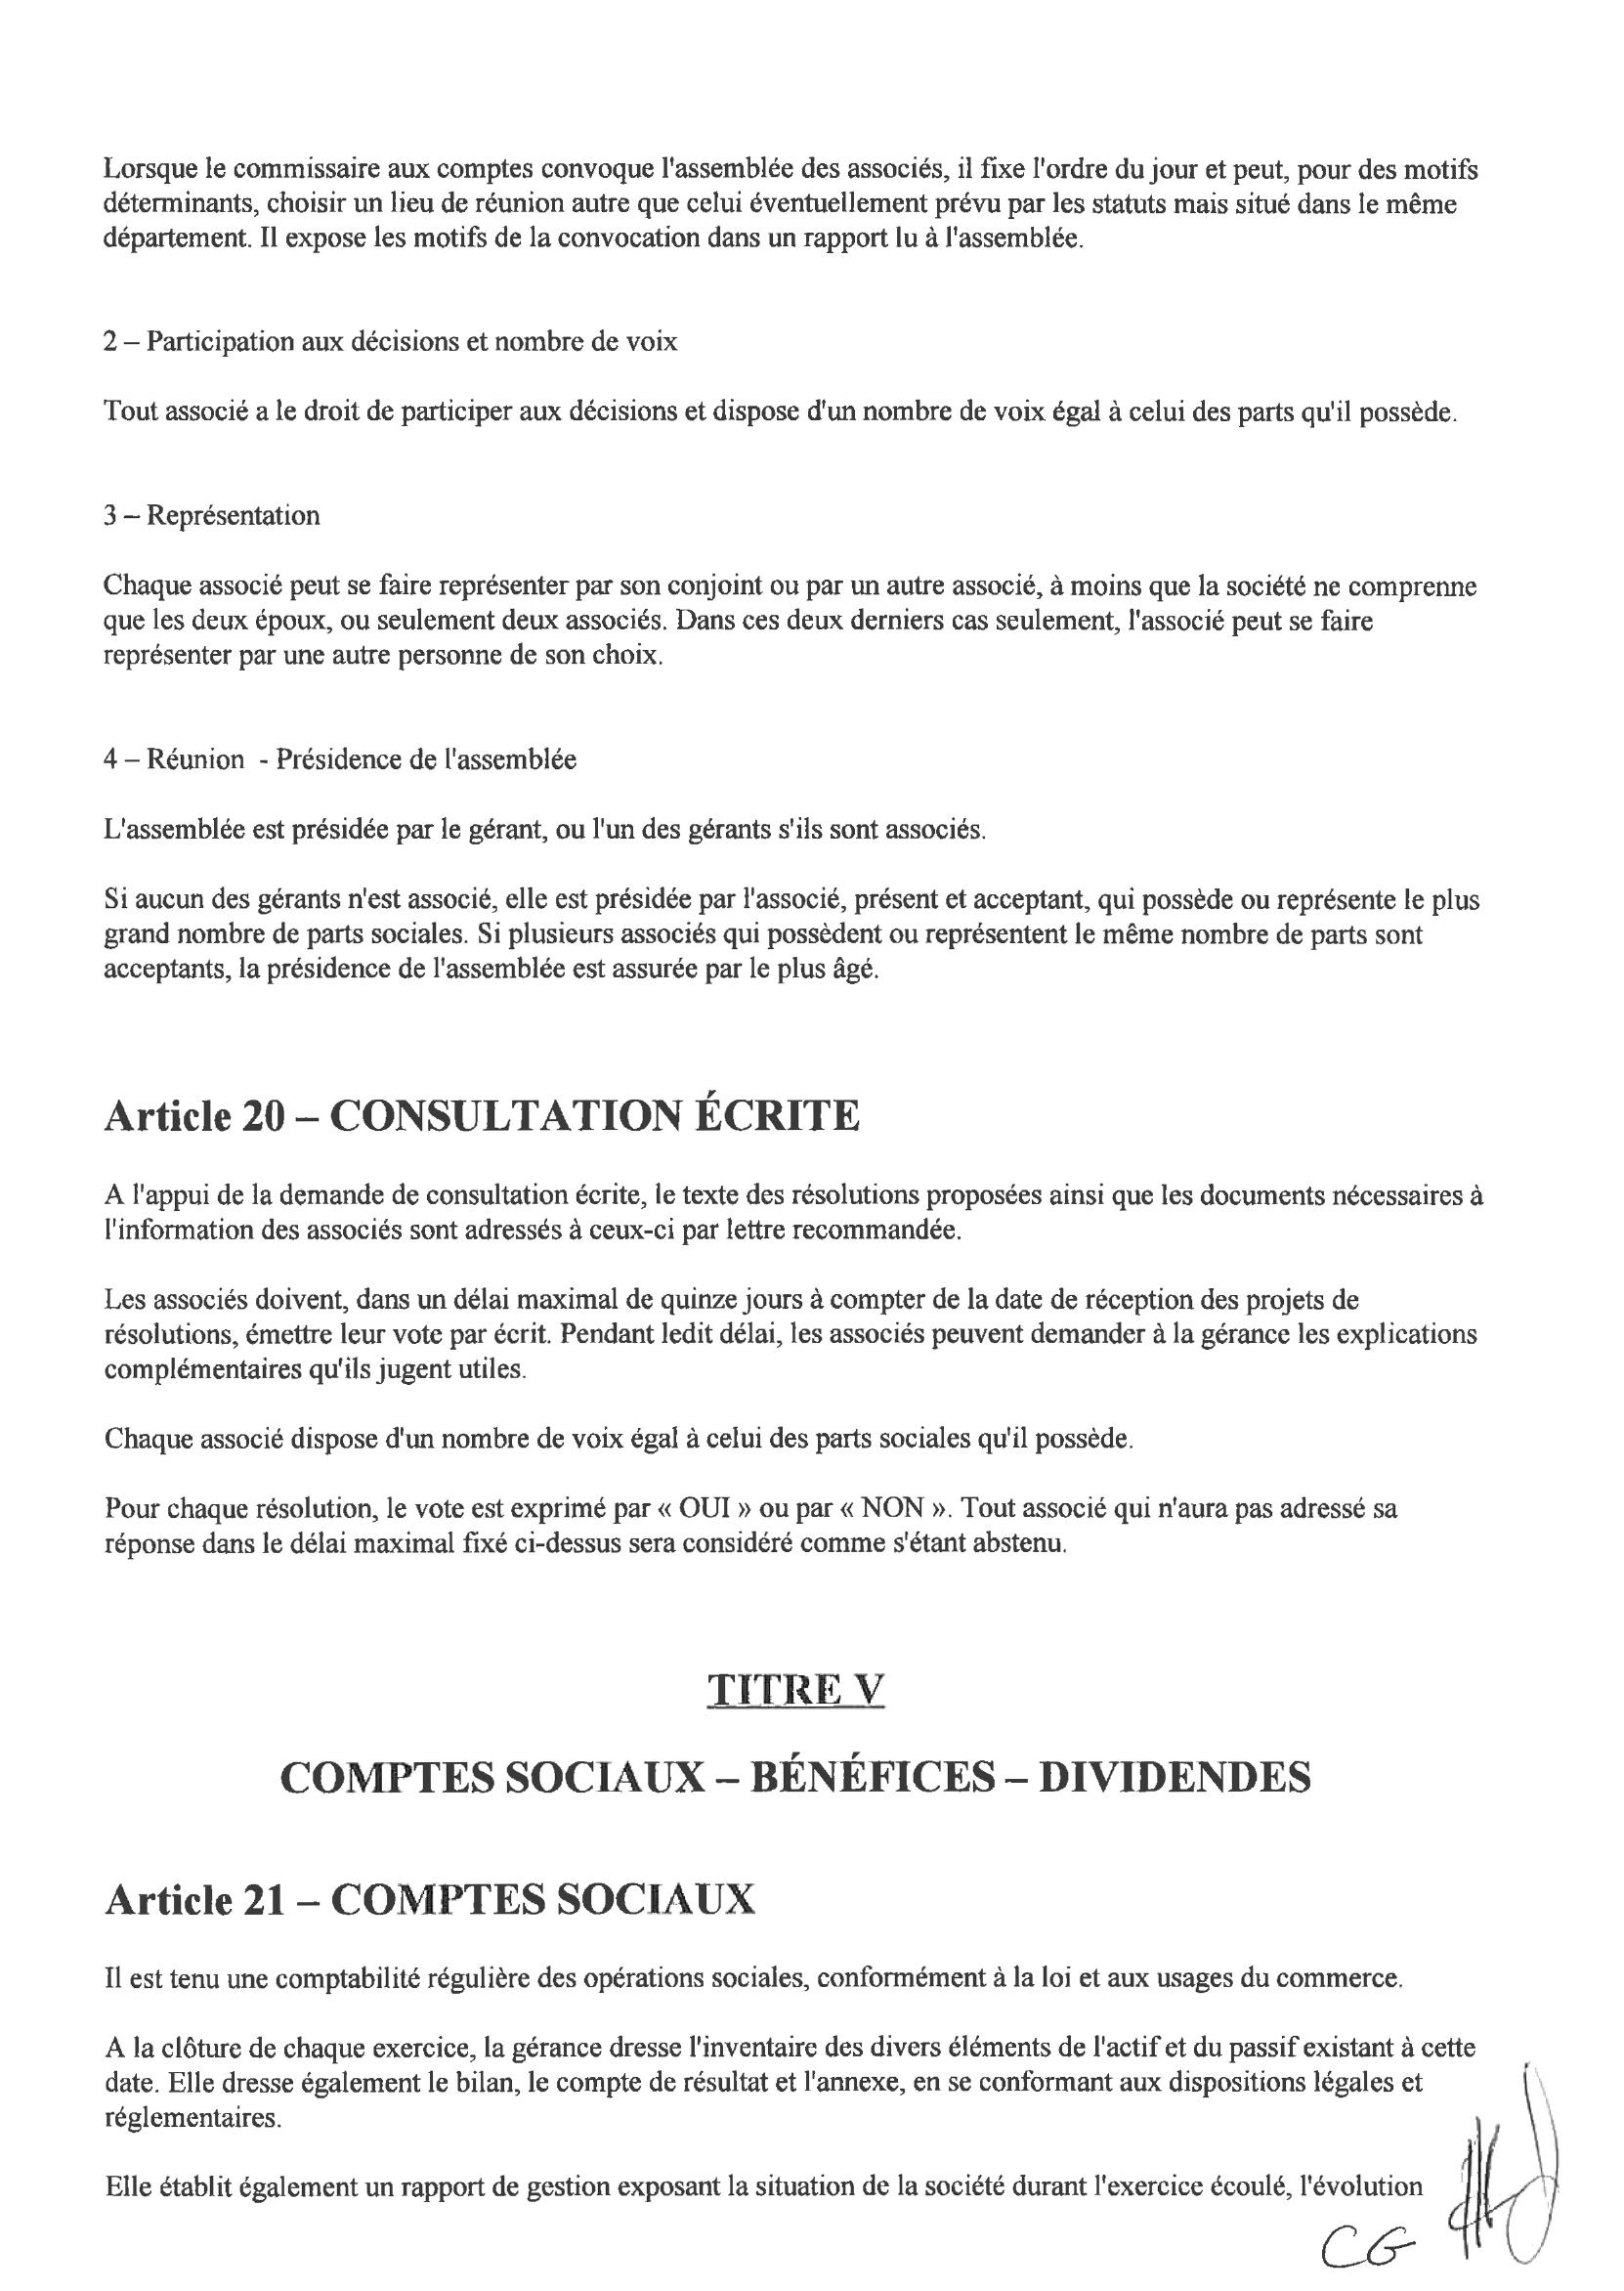 Lorsque le commissaire aux comptes convoque l'assemblée des associés, il fixe l'ordre du jour et peut, pour des motifs
déterminants, choisir un lieu de réunion autre que celui éventuellement prévu par les statuts mais situé dans le même
département. Il expose les motifs de la convocation dans un rapport lu à l'assemblée.
2 – Participation aux décisions et nombre de voix
Tout associé a le droit de participer aux décisions et dispose d'un nombre de voix égal à celui des parts qu'il possède.
3 – Représentation
Chaque associé peut se faire représenter par son conjoint ou par un autre associé, à moins que la société ne comprenne
que les deux époux, ou seulement deux associés. Dans ces deux derniers cas seulement, l'associé peut se faire
représenter par une autre personne de son choix.
4 – Réunion - Présidence de l'assemblée
L'assemblée est présidée par le gérant, ou l'un des gérants s'ils sont associés.
Si aucun des gérants n'est associé, elle est présidée par l'associé, présent et acceptant, qui possède ou représente le plus
grand nombre de parts sociales. Si plusieurs associés qui possèdent ou représentent le même nombre de parts sont
acceptants, la présidence de l'assemblée est assurée par le plus âgé.
Article 20 – CONSULTATION ÉCRITE
A l'appui de la demande de consultation écrite, le texte des résolutions proposées ainsi que les documents nécessaires à
l'information des associés sont adressés à ceux-ci par lettre recommandée.
Les associés doivent, dans un délai maximal de quinze jours à compter de la date de réception des projets de
résolutions, émettre leur vote par écrit. Pendant ledit délai, les associés peuvent demander à la gérance les explications
complémentaires qu'ils jugent utiles.
Chaque associé dispose d'un nombre de voix égal à celui des parts sociales qu'il possède.
Pour chaque résolution, le vote est exprimé par « OUI » ou par « NON ». Tout associé qui n'aura pas adressé sa
réponse dans le délai maximal fixé ci-dessus sera considéré comme s'étant abstenu.
TITRE V
COMPTES SOCIAUX – BÉNÉFICES – DIVIDENDES
Article 21 – COMPTES SOCIAUX
Il est tenu une comptabilité régulière des opérations sociales, conformément à la loi et aux usages du commerce.
A la clôture de chaque exercice, la gérance dresse l'inventaire des divers éléments de l'actif et du passif existant à cette
date. Elle dresse également le bilan, le compte de résultat et l'annexe, en se conformant aux dispositions légales et
réglementaires.
Elle établit également un rapport de gestion exposant la situation de la société durant l'exercice écoulé, l'évolution
CG